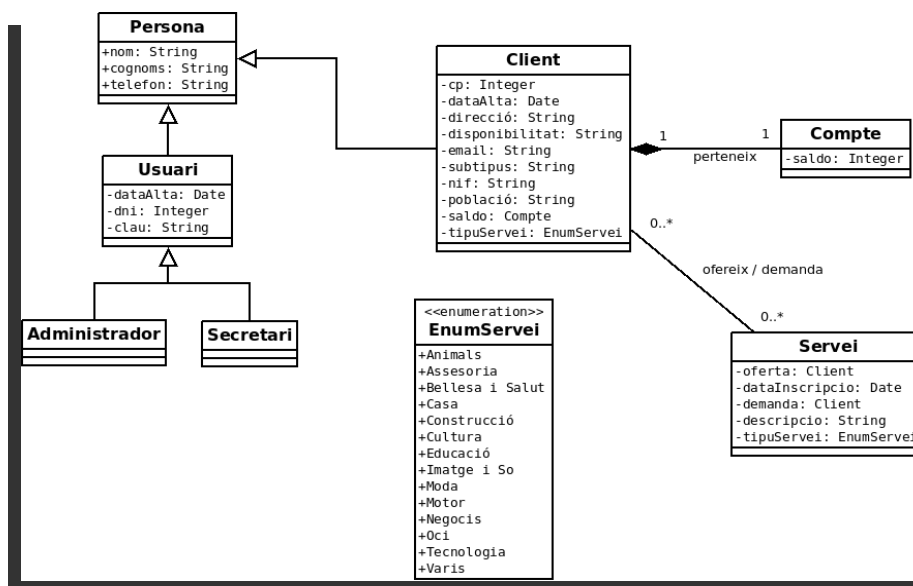 Persona
+nom: String
+cognoms: String
+telefon: String
Usuari
-dataAlta: Date
-dni: Integer
-clau: String
Administrador
Secretari
Client
-cp: Integer
-dataAlta: Date
-direcció: String
-disponibilitat: String
-email: String
-subtipus: String
-nif: String
-població: String
-saldo: Compte
-tipuServei: EnumServei
1
1
perteneix
Compte
-saldo: Integer
0..*
ofereix / demanda
0..*
<<enumeration>>
EnumServei
+Animals
+Assesoria
+Bellesa i Salut
+Casa
+Construcció
+Cultura
+Educació
+Imatge i So
+Moda
+Motor
+Negocis
+Oci
+Tecnologia
+Varis
Servei
-oferta: Client
-dataInscripcio: Date
-demanda: Client
-descripcio: String
-tipuServei: EnumServei